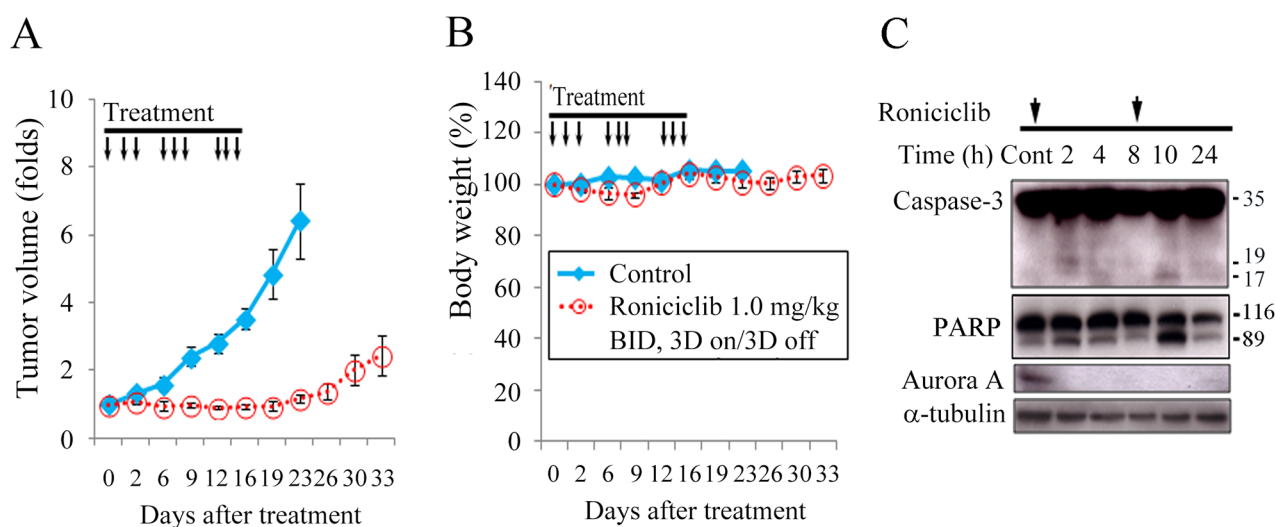 A
Treatment
Tumor volume (folds)
10
8
6
4
2
0
0 2 6 9 12 16 19 23 26 30 33
Days after treatment
B
Treatment
Body weight (%)
140
120
100
80
60
40
20
0
Control
Roniciclib 1.0 mg/kg
BID, 3D on/3D off
0 2 6 9 12 16 19 23 26 30 33
Days after treatment
C
Roniciclib
Time (h) Cont 2 4 8 10 24
Caspase-3
35
19
17
PARP
116
89
Aurora A
α-tubulin